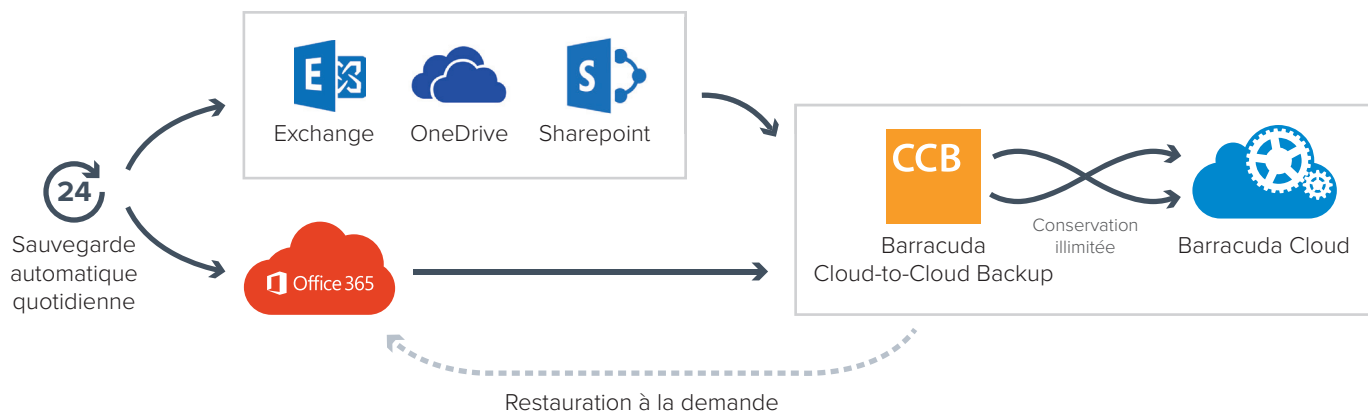 E
S
Exchange
OneDrive
Sharepoint
24
Sauvegarde
automatique
quotidienne
Office 365
CCB
Conservation
illimitée
Barracuda
Cloud-to-Cloud Backup
Barracuda Cloud
Restauration à la demande